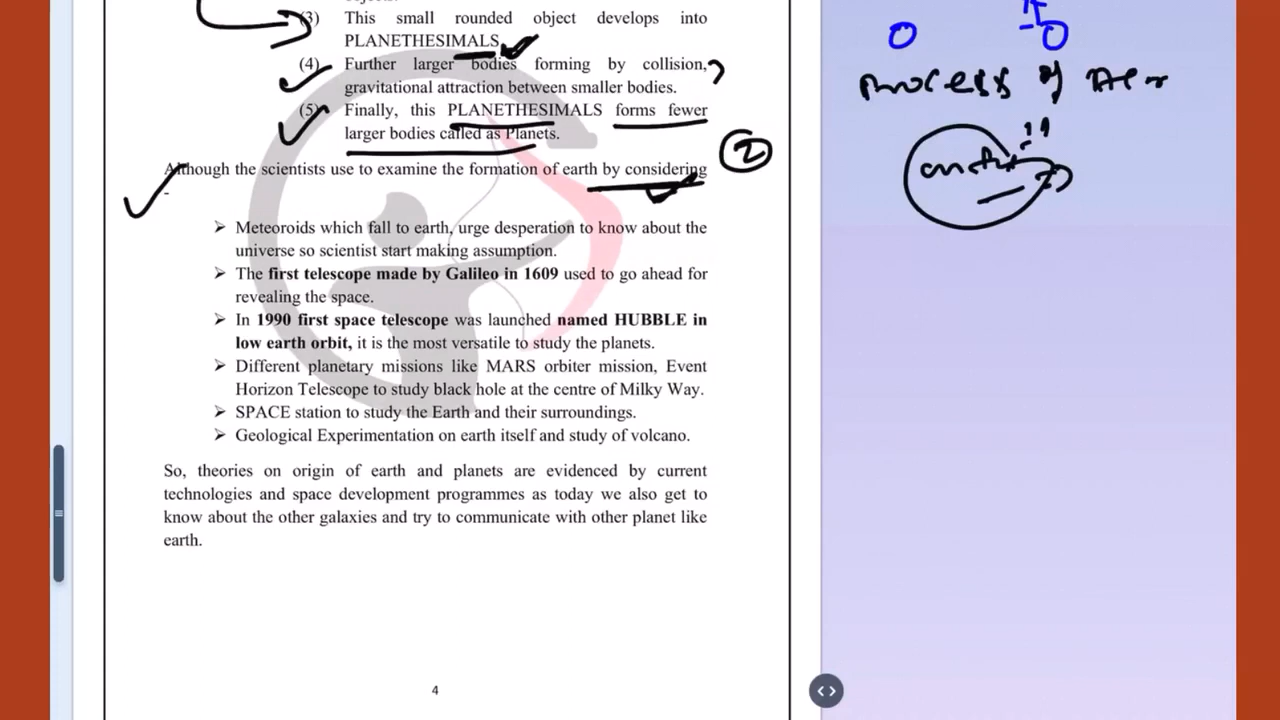 (3) This small rounded object develops into
PLANETHESIMALS
(4) Further larger bodies forming by collision,
gravitational attraction between smaller bodies.
(5) Finally, this PLANETHESIMALS forms fewer
larger bodies called as Planets.
Although the scientists use to examine the formation of earth by considering
-
➢ Meteoroids which fall to earth, urge desperation to know about the
universe so scientist start making assumption.
➢ The first telescope made by Galileo in 1609 used to go ahead for
revealing the space.
➢ In 1990 first space telescope was launched named HUBBLE in
low earth orbit, it is the most versatile to study the planets.
➢ Different planetary missions like MARS orbiter mission, Event
Horizon Telescope to study black hole at the centre of Milky Way.
➢ SPACE station to study the Earth and their surroundings.
➢ Geological Experimentation on earth itself and study of volcano.
So, theories on origin of earth and planets are evidenced by current
technologies and space development programmes as today we also get to
know about the other galaxies and try to communicate with other planet like
earth.
4
2
Process of
earth